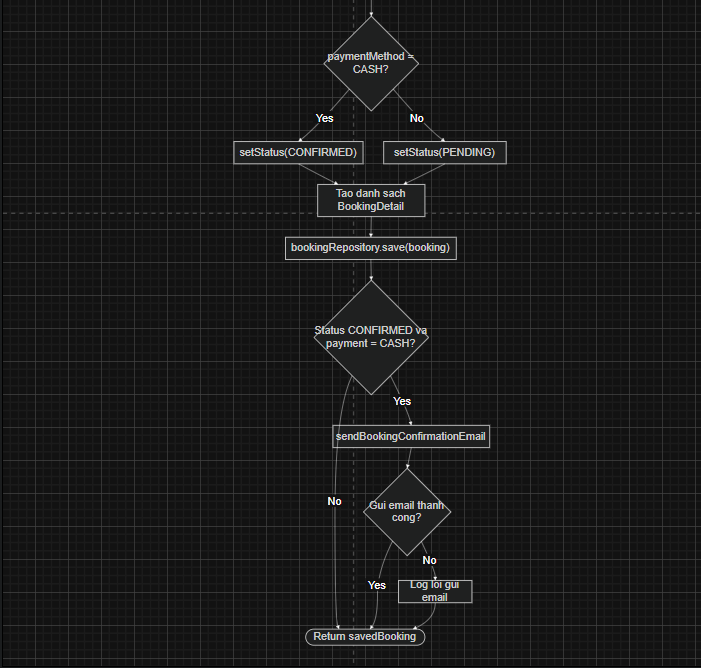 paymentMethod =
CASH?
Yes
No
setStatus(CONFIRMED)
setStatus(PENDING)
Tao danh sach
BookingDetail
bookingRepository.save(booking)
Status CONFIRMED va
payment = CASH?
Yes
sendBookingConfirmationEmail
No
Gui email thanh
cong?
No
Yes
Log loi gui
email
Return savedBooking